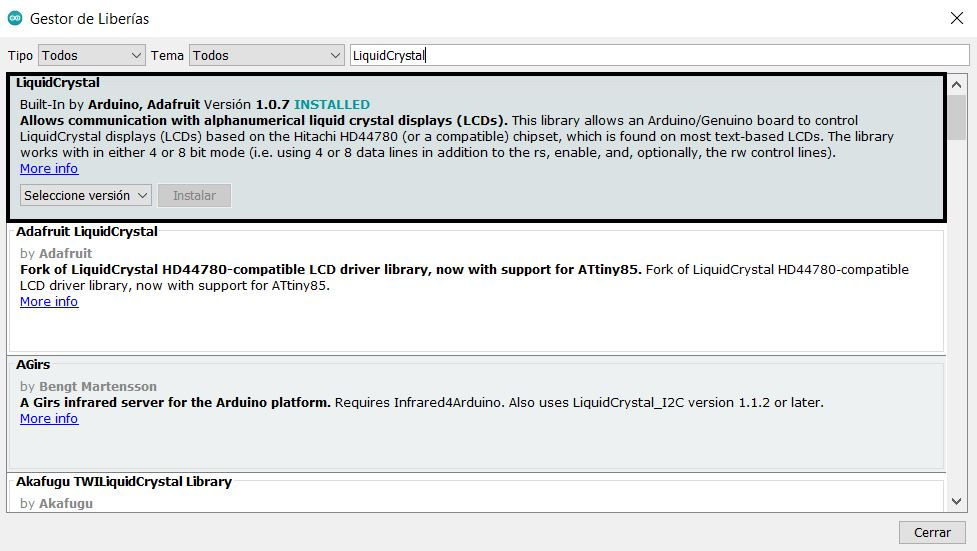 Gestor de Liberías
Tipo Todos Tema Todos LiquidCrystal
LiquidCrystal
Built-In by Arduino, Adafruit Versión 1.0.7 INSTALLED
Allows communication with alphanumerical liquid crystal displays (LCDs). This library allows an Arduino/Genuino board to control
LiquidCrystal displays (LCDs) based on the Hitachi HD44780 (or a compatible) chipset, which is found on most text-based LCDs. The library
works with in either 4 or 8 bit mode (i.e. using 4 or 8 data lines in addition to the rs, enable, and, optionally, the rw control lines).
More info
Seleccione versión Instalar
Adafruit LiquidCrystal
by Adafruit
Fork of LiquidCrystal HD44780-compatible LCD driver library, now with support for ATtiny85. Fork of LiquidCrystal HD44780-compatible
LCD driver library, now with support for ATtiny85.
More info
AGirs
by Bengt Martensson
A Girs infrared server for the Arduino platform. Requires Infrared4Arduino. Also uses LiquidCrystal_I2C version 1.1.2 or later.
More info
Akafugu TWILiquidCrystal Library
by Akafugu
Cerrar